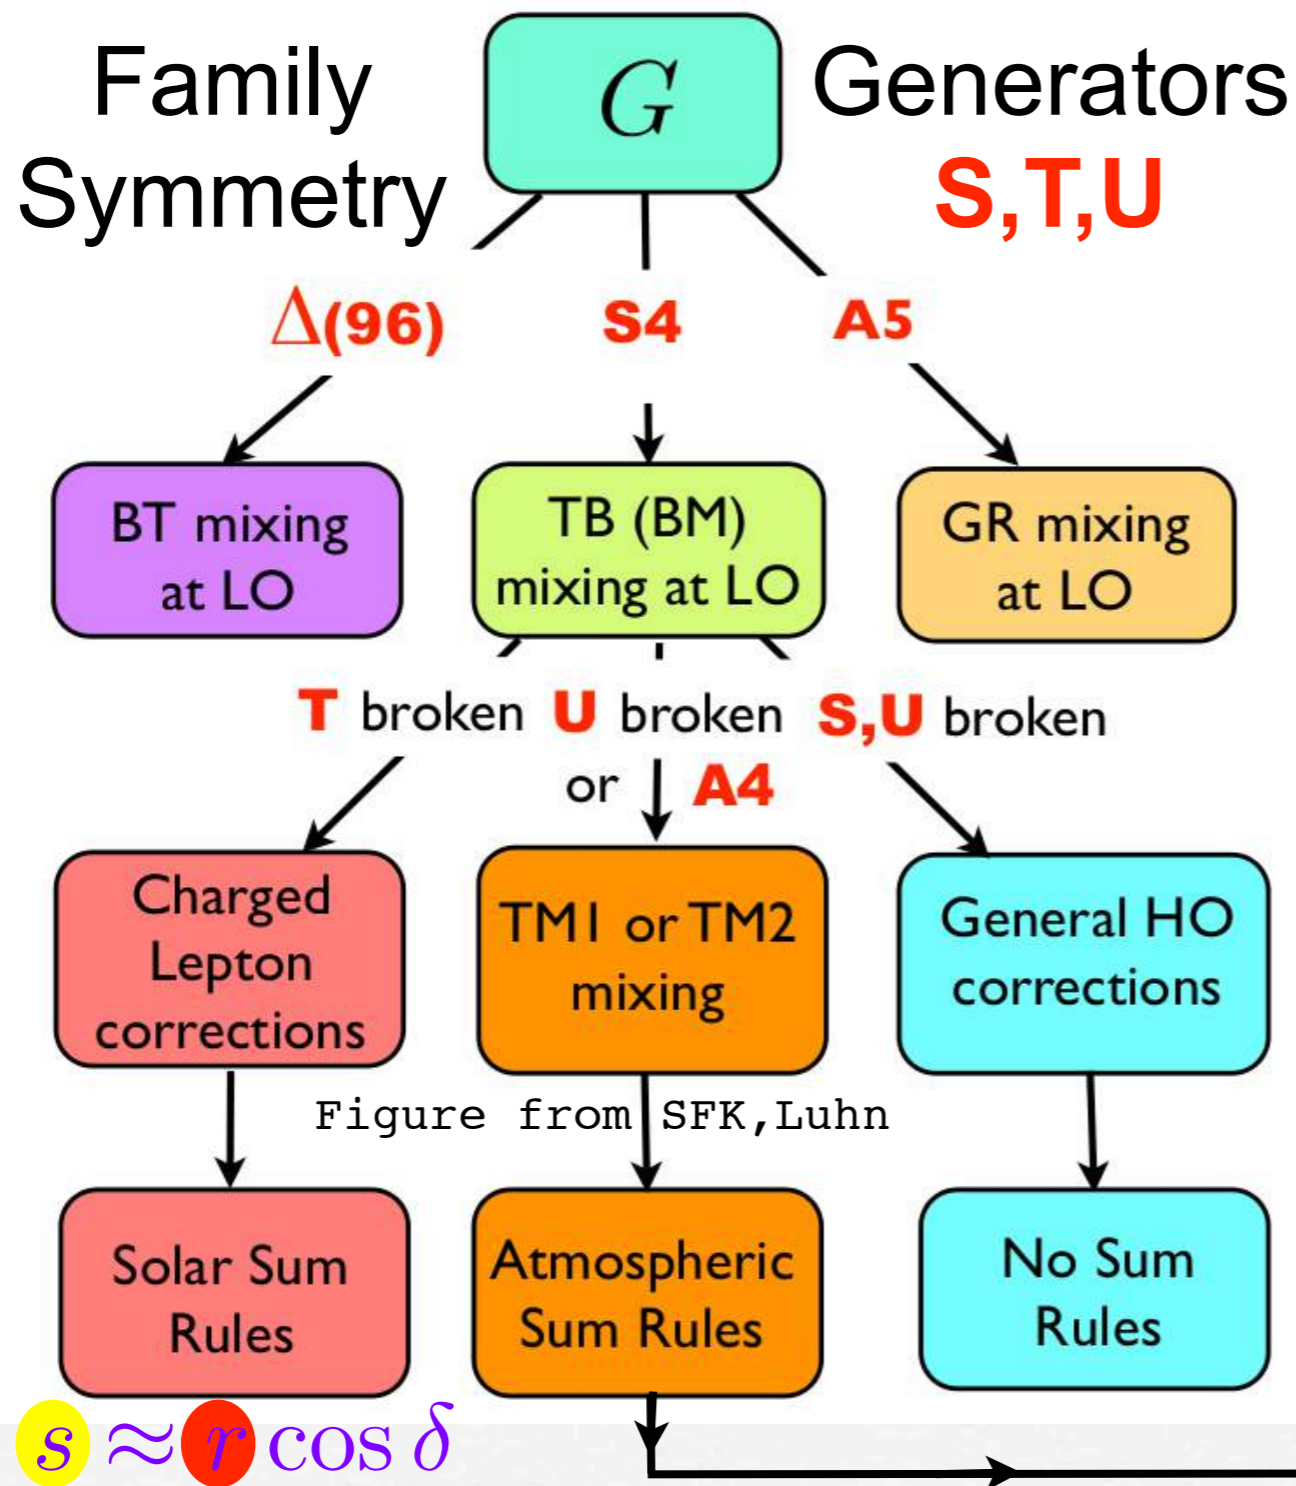 Family
Symmetry
G
Generators
S,T,U
Δ(96)
S4
A5
BT mixing
at LO
TB (BM)
mixing at LO
GR mixing
at LO
T broken
U broken
or A4
S,U broken
Charged
Lepton
corrections
TM1 or TM2
mixing
General HO
corrections
Figure from SFK,Luhn
Solar Sum
Rules
Atmospheric
Sum Rules
No Sum
Rules
s ≈ r cos δ